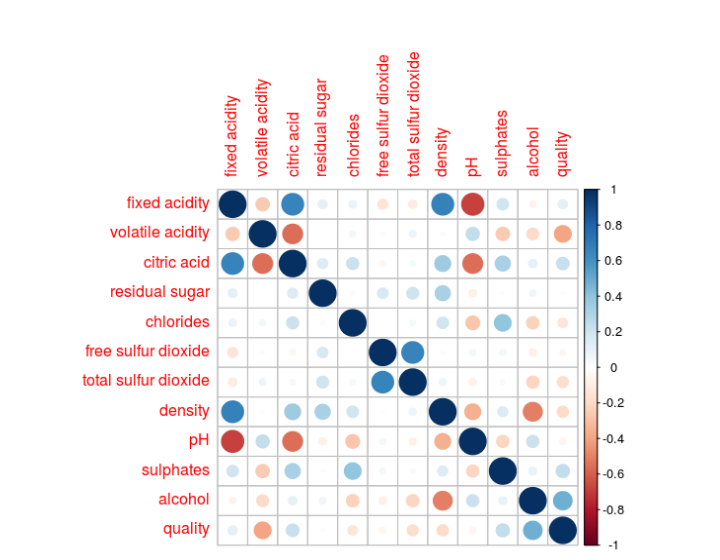 fixed acidity
volatile acidity
citric acid
residual sugar
chlorides
free sulfur dioxide
total sulfur dioxide
density
pH
sulphates
alcohol
quality
fixed acidity
volatile acidity
citric acid
residual sugar
chlorides
free sulfur dioxide
total sulfur dioxide
density
pH
sulphates
alcohol
quality
1
0.8
0.6
0.4
0.2
0
-0.2
-0.4
-0.6
-0.8
-1